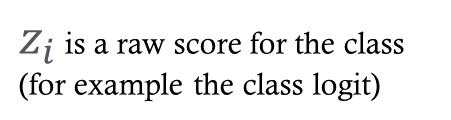 Zᵢ is a raw score for the class
(for example the class logit)